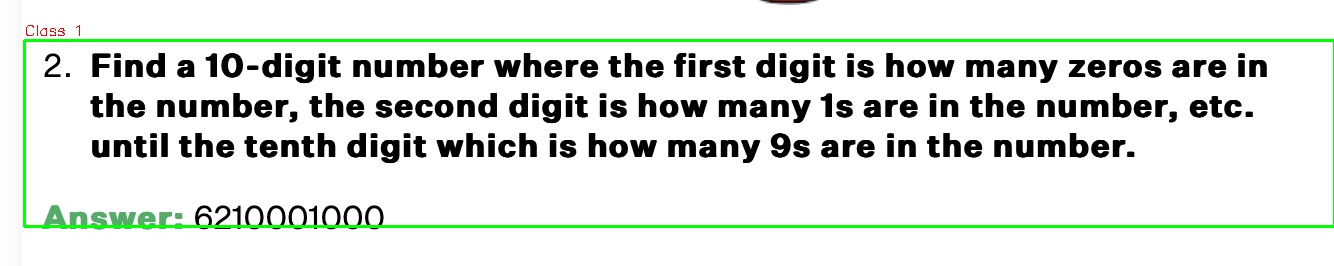 Class 1
2. Find a 10-digit number where the first digit is how many zeros are in
the number, the second digit is how many 1s are in the number, etc.
until the tenth digit which is how many 9s are in the number.
Answer: 6210001000